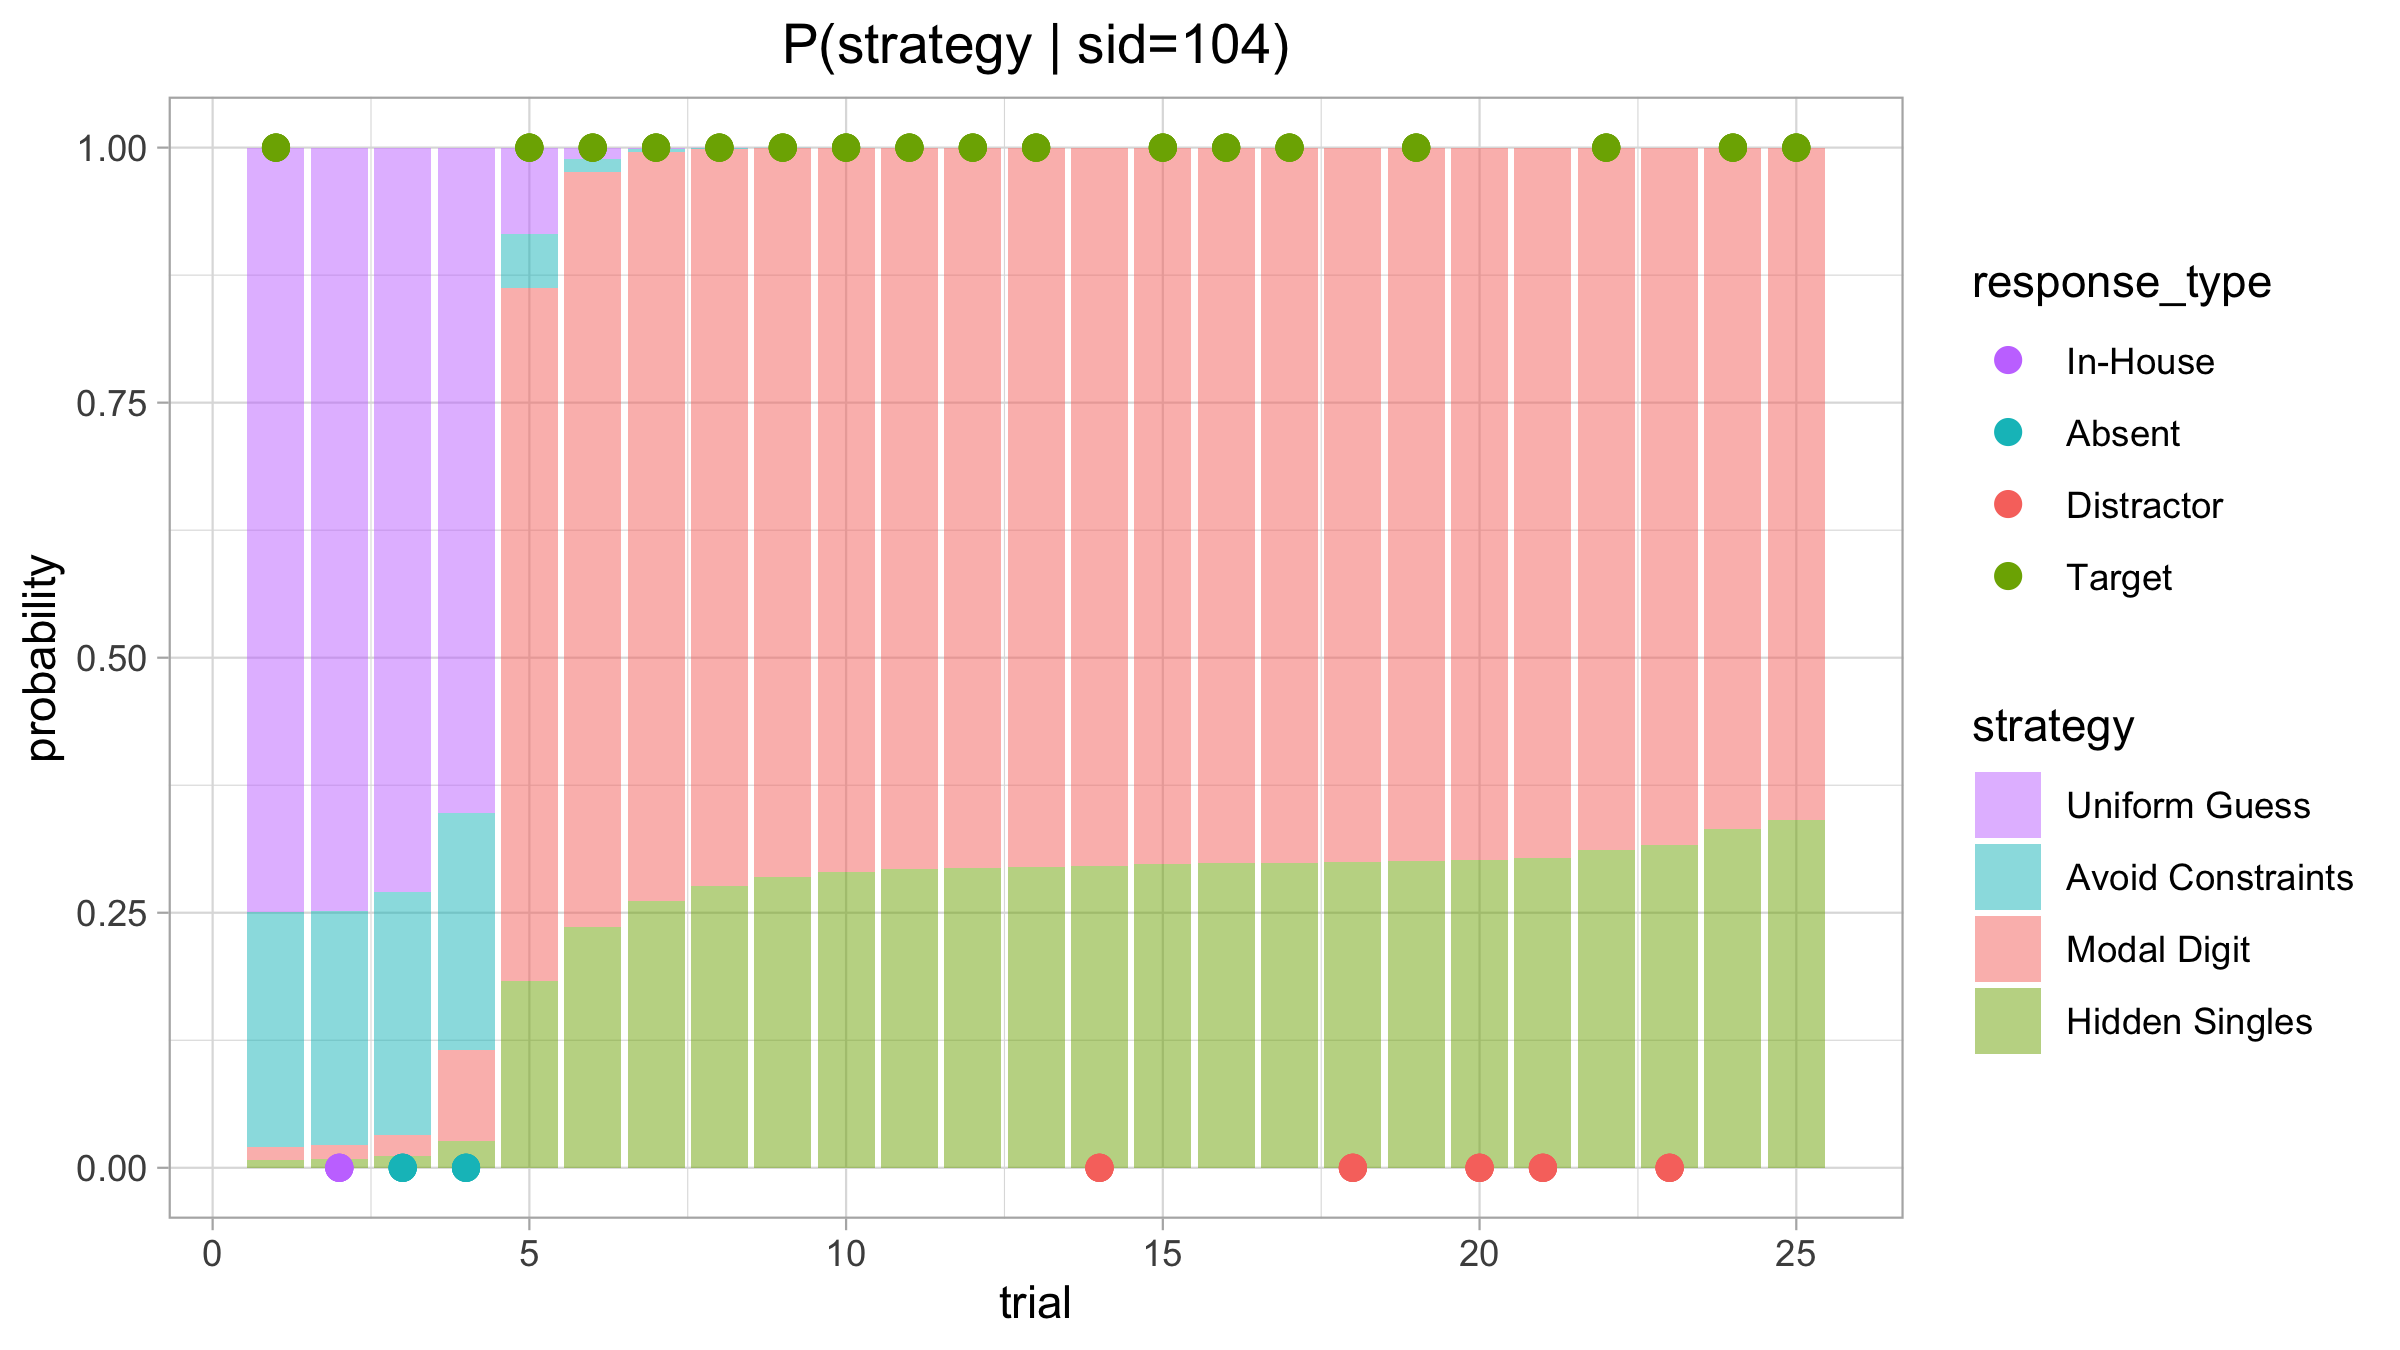 P(strategy | sid=104)
1.00
0.75
0.50
0.25
0.00
probability
0 5 10 15 20 25
trial
response_type
In-House
Absent
Distractor
Target
strategy
Uniform Guess
Avoid Constraints
Modal Digit
Hidden Singles